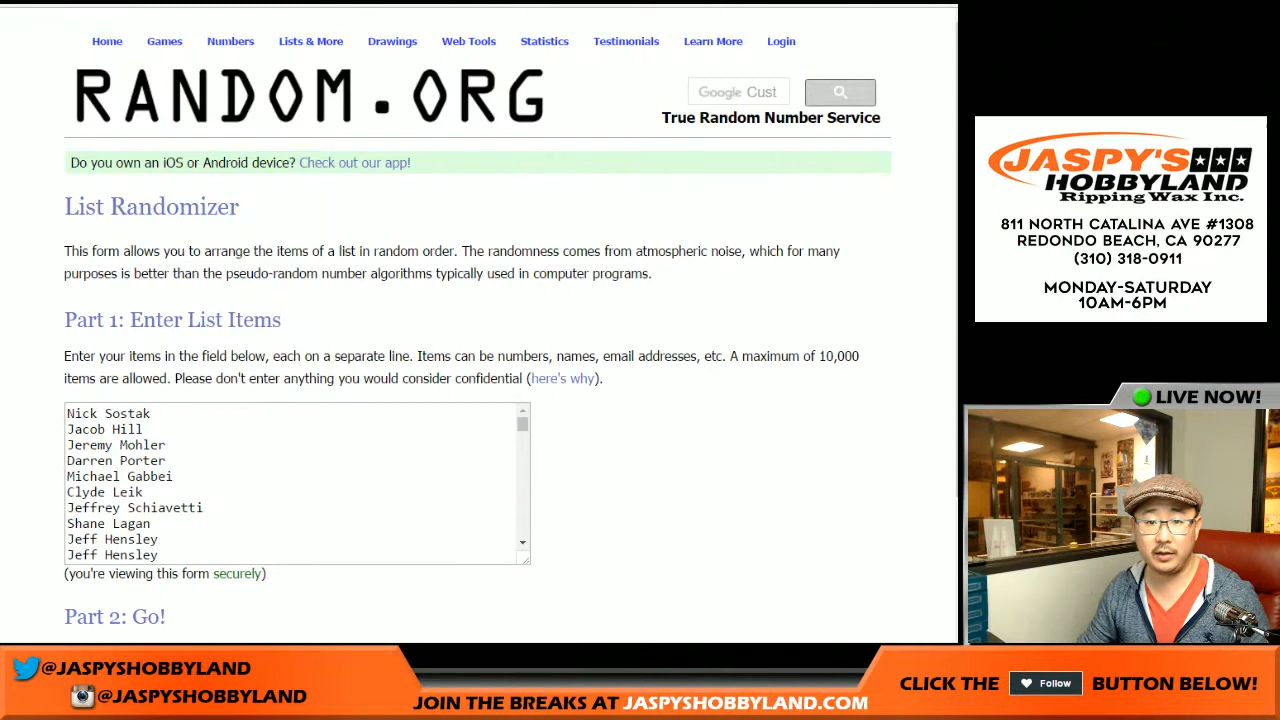 Home Games Numbers Lists & More Drawings Web Tools Statistics Testimonials Learn More Login
RANDOM.ORG
Google Cust
True Random Number Service
Do you own an iOS or Android device? Check out our app!
List Randomizer
This form allows you to arrange the items of a list in random order. The randomness comes from atmospheric noise, which for many
purposes is better than the pseudo-random number algorithms typically used in computer programs.
Part 1: Enter List Items
Enter your items in the field below, each on a separate line. Items can be numbers, names, email addresses, etc. A maximum of 10,000
items are allowed. Please don't enter anything you would consider confidential (here's why).
Nick Sostak
Jacob Hill
Jeremy Mohler
Darren Porter
Michael Gabbei
Clyde Leik
Jeffrey Schiavetti
Shane Lagan
Jeff Hensley
Jeff Hensley
(you're viewing this form securely)
Part 2: Go!
JASPY'S
HOBBYLAND
Ripping Wax Inc.
811 NORTH CATALINA AVE #1308
REDONDO BEACH, CA 90277
(310) 318-0911
MONDAY-SATURDAY
10AM-6PM
LIVE NOW!
@JASPYSHOBBYLAND
@JASPYSHOBBYLAND
JOIN THE BREAKS AT JASPYSHOBBYLAND.COM
CLICK THE Follow BUTTON BELOW!